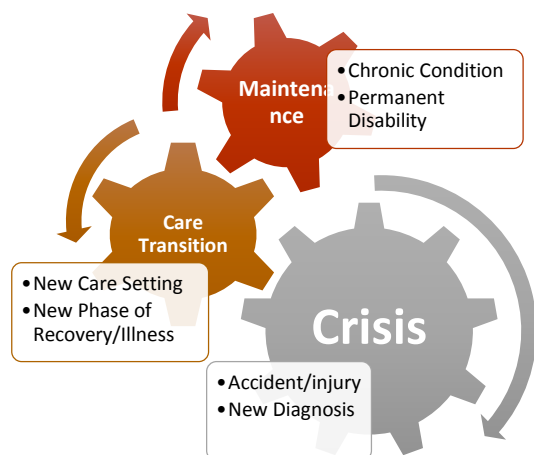 Maintena
nce
•Chronic Condition
•Permanent
Disability
Care
Transition
•New Care Setting
•New Phase of
Recovery/Illness
Crisis
•Accident/injury
•New Diagnosis